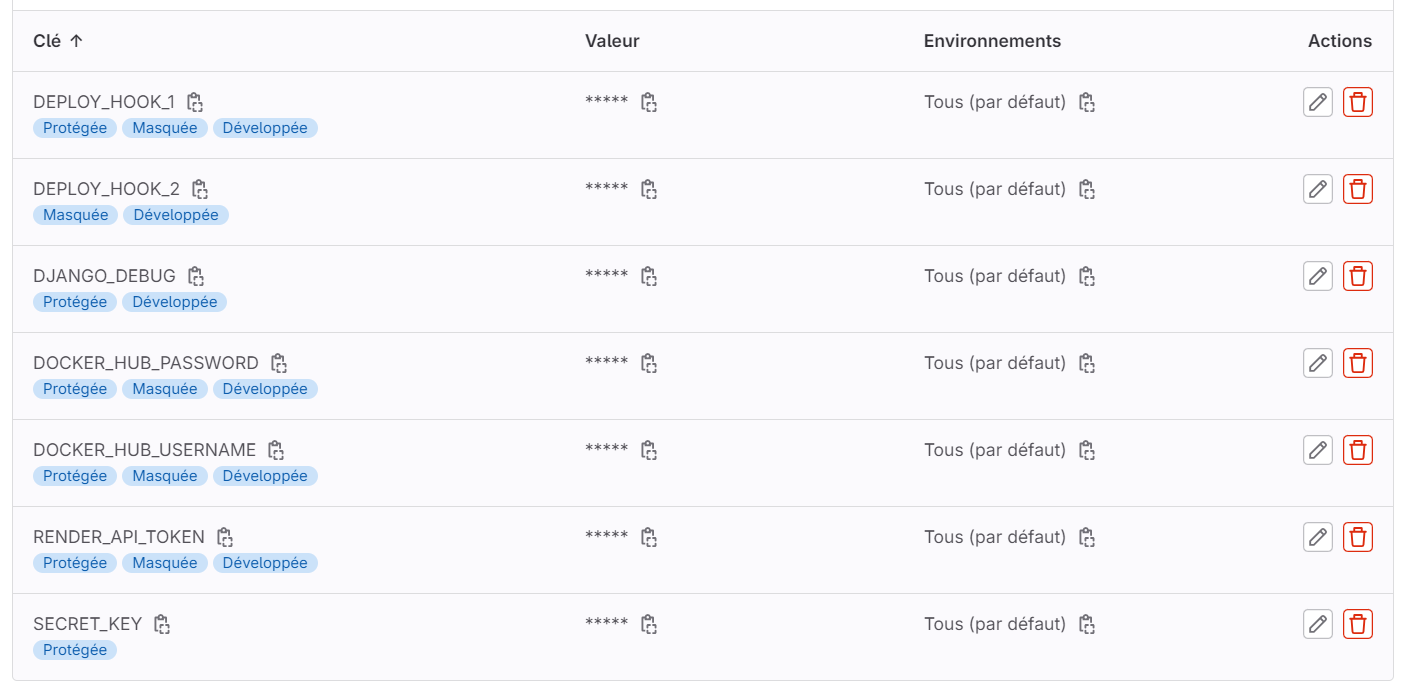 Clé ↑ Valeur Environnements Actions
DEPLOY_HOOK_1 ***** Tous (par défaut)
Protégée Masquée Développée
DEPLOY_HOOK_2 ***** Tous (par défaut)
Masquée Développée
DJANGO_DEBUG ***** Tous (par défaut)
Protégée Développée
DOCKER_HUB_PASSWORD ***** Tous (par défaut)
Protégée Masquée Développée
DOCKER_HUB_USERNAME ***** Tous (par défaut)
Protégée Masquée Développée
RENDER_API_TOKEN ***** Tous (par défaut)
Protégée Masquée Développée
SECRET_KEY ***** Tous (par défaut)
Protégée